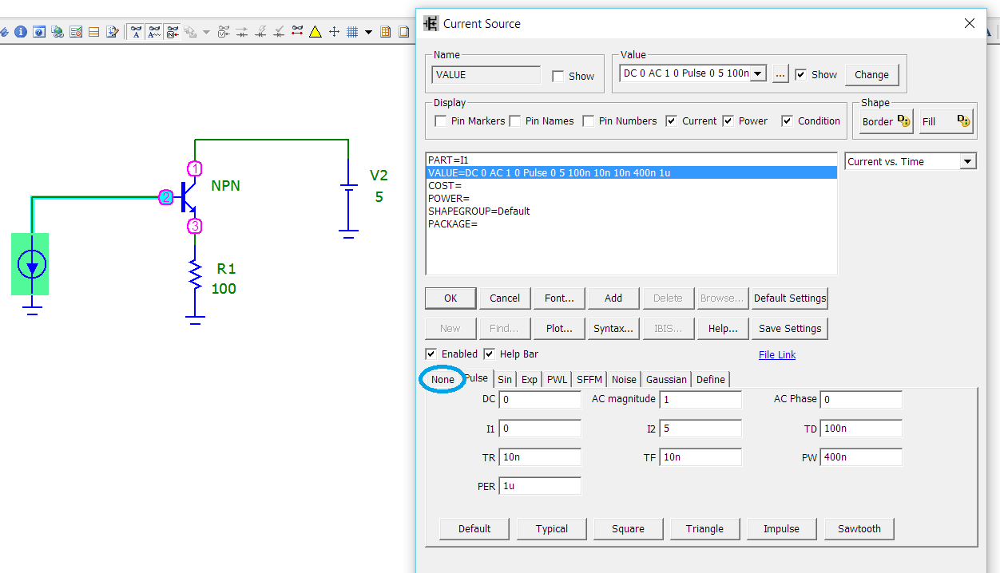 Current Source
Name
VALUE
Show
Value
DC 0 AC 1 0 Pulse 0 5 100n
...
Show
Change
Display
Pin Markers
Pin Names
Pin Numbers
Current
Power
Condition
Shape
Border
Fill
PART=I1
VALUE=DC 0 AC 1 0 Pulse 0 5 100n 10n 10n 400n 1u
COST=
POWER=
SHAPEGROUP=Default
PACKAGE=
Current vs. Time
OK
Cancel
Font...
Add
Delete
Browse...
Default Settings
New
Find...
Plot...
Syntax...
IBIS...
Help...
Save Settings
Enabled
Help Bar
File Link
None
Pulse
Sin
Exp
PWL
SFFM
Noise
Gaussian
Define
DC 0
AC magnitude 1
AC Phase 0
I1 0
I2 5
TD 100n
TR 10n
TF 10n
PW 400n
PER 1u
Default
Typical
Square
Triangle
Impulse
Sawtooth
1
NPN
2
3
R1
100
V2
5